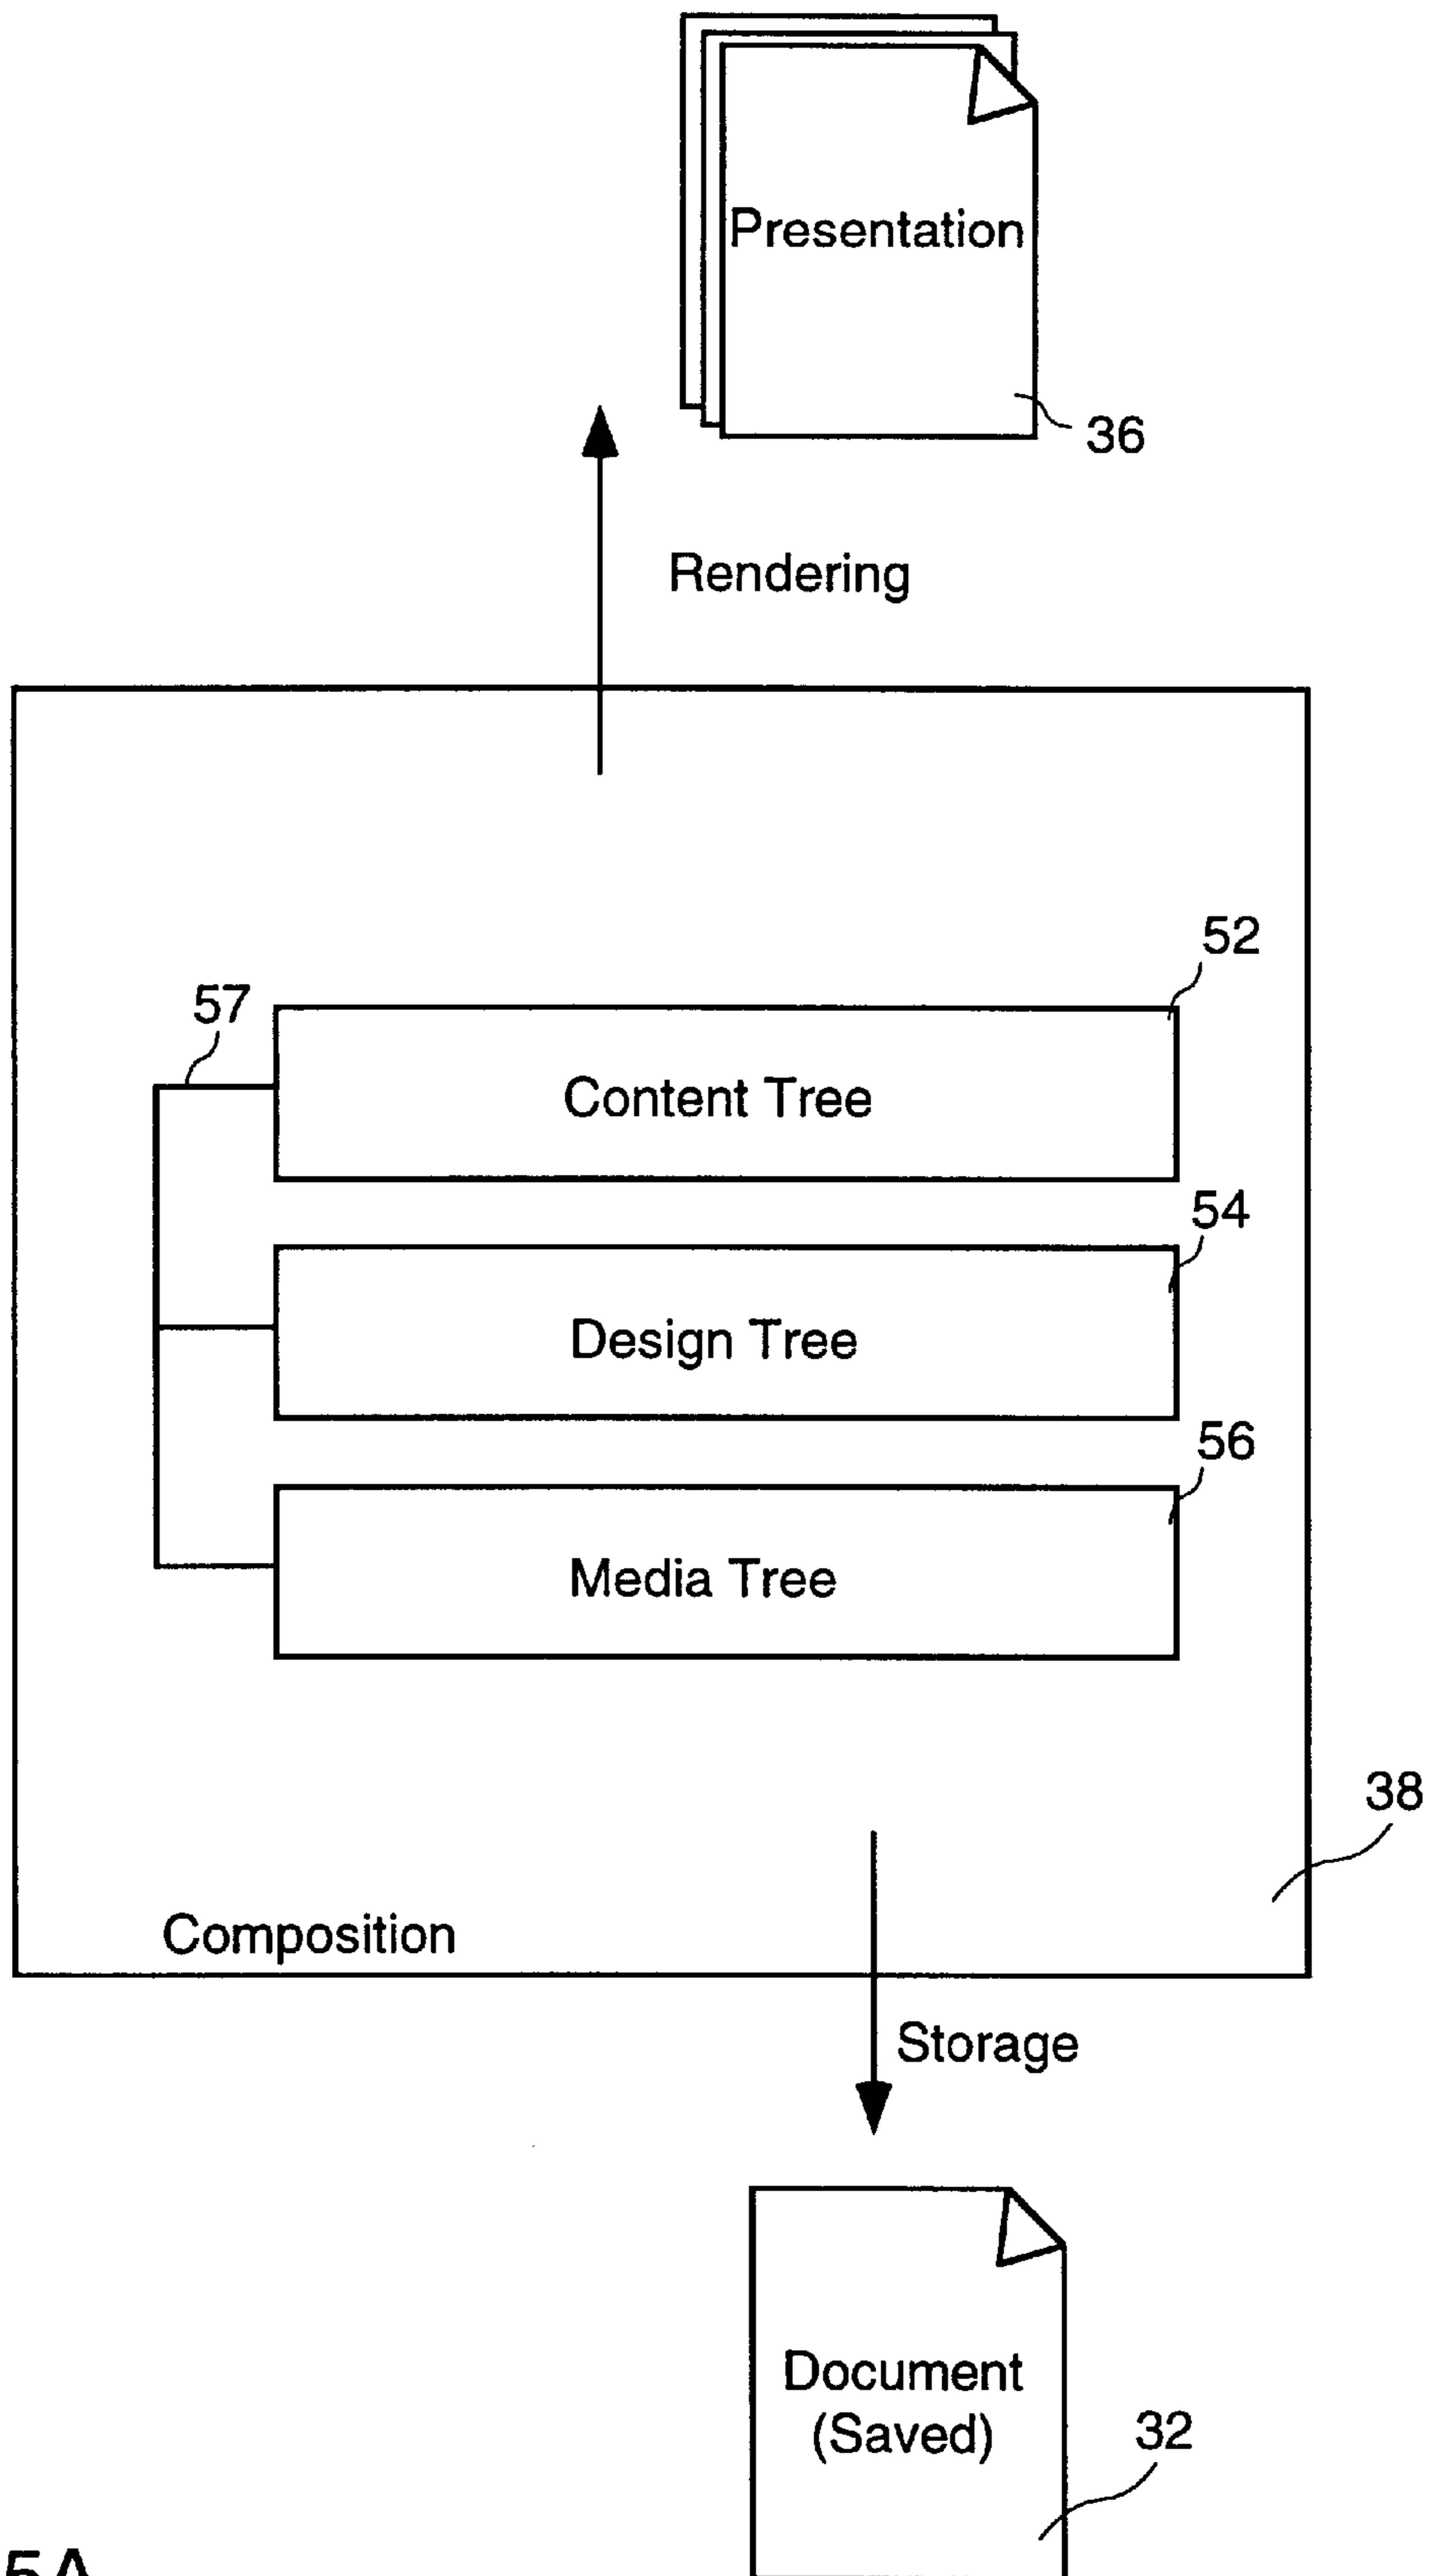 Presentation
36
Rendering
52
57
Content Tree
54
Design Tree
56
Media Tree
38
Composition
Storage
Document
(Saved)
32
5A